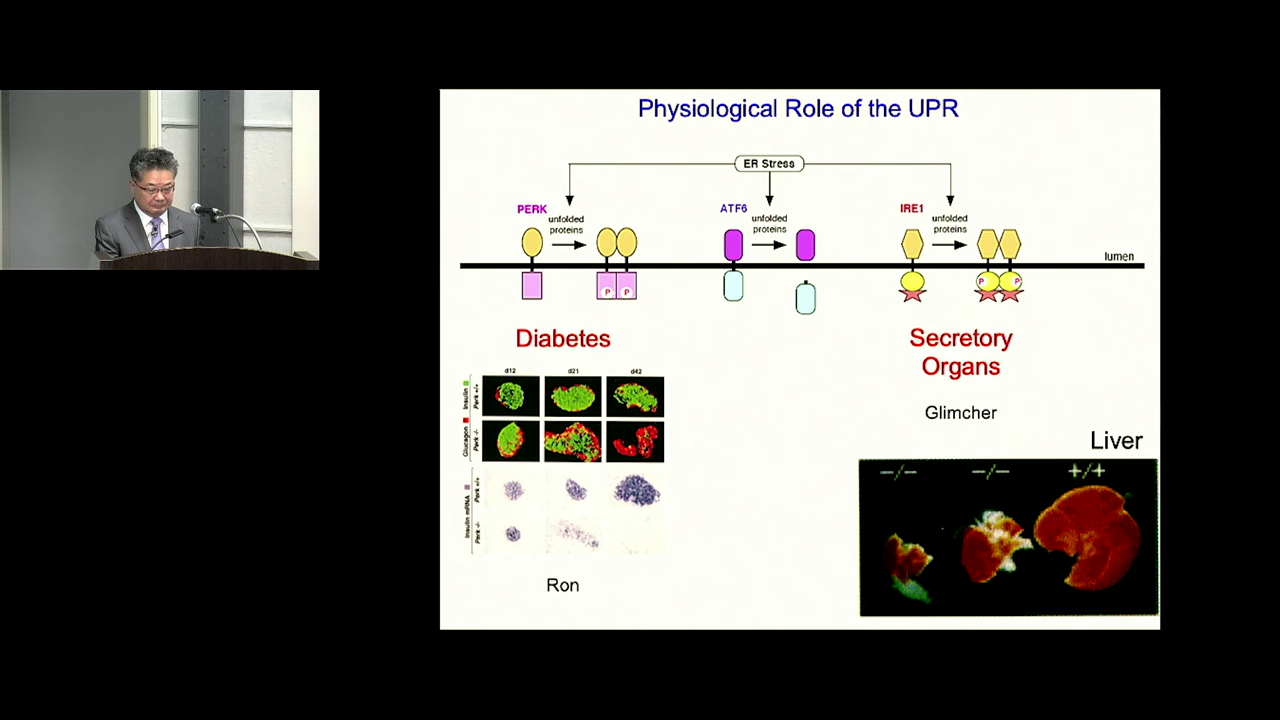 Physiological Role of the UPR
ER Stress
PERK
unfolded
proteins
ATF6
unfolded
proteins
IRE1
unfolded
proteins
lumen
P
P
P
P
Diabetes
Secretory
Organs
Glimcher
Liver
d12
d21
d42
Insulin
Glucagon
Perk +/+
Perk -/-
Insulin mRNA
Perk +/+
Perk -/-
Ron
−/−
−/−
+/+